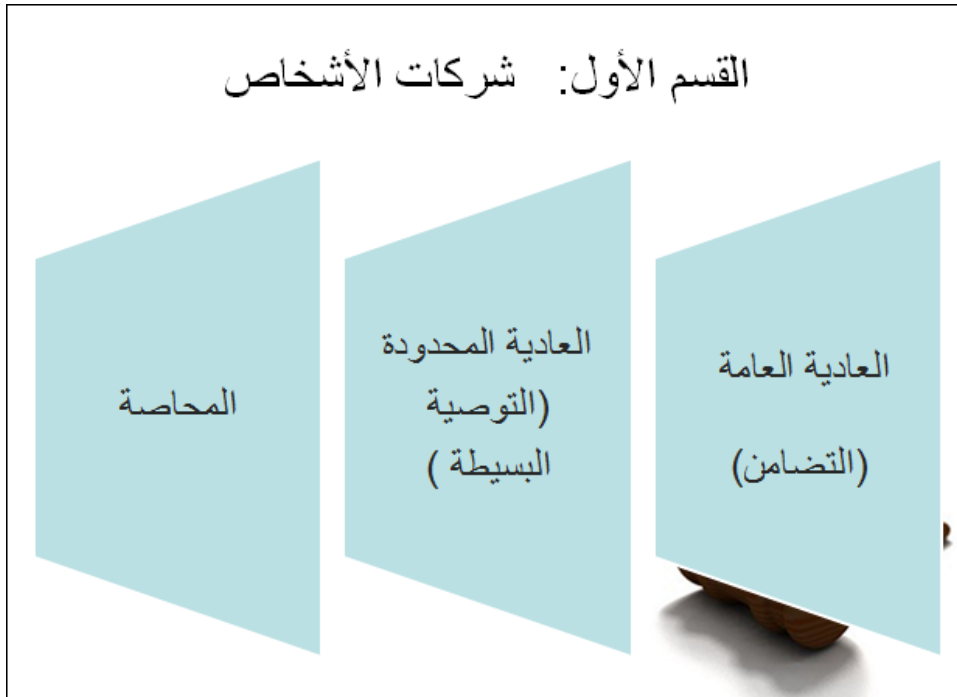 القسم الأول: شركات الأشخاص
العادية العامة
(التضامن)
العادية المحدودة
(التوصية
البسيطة )
المحاصة